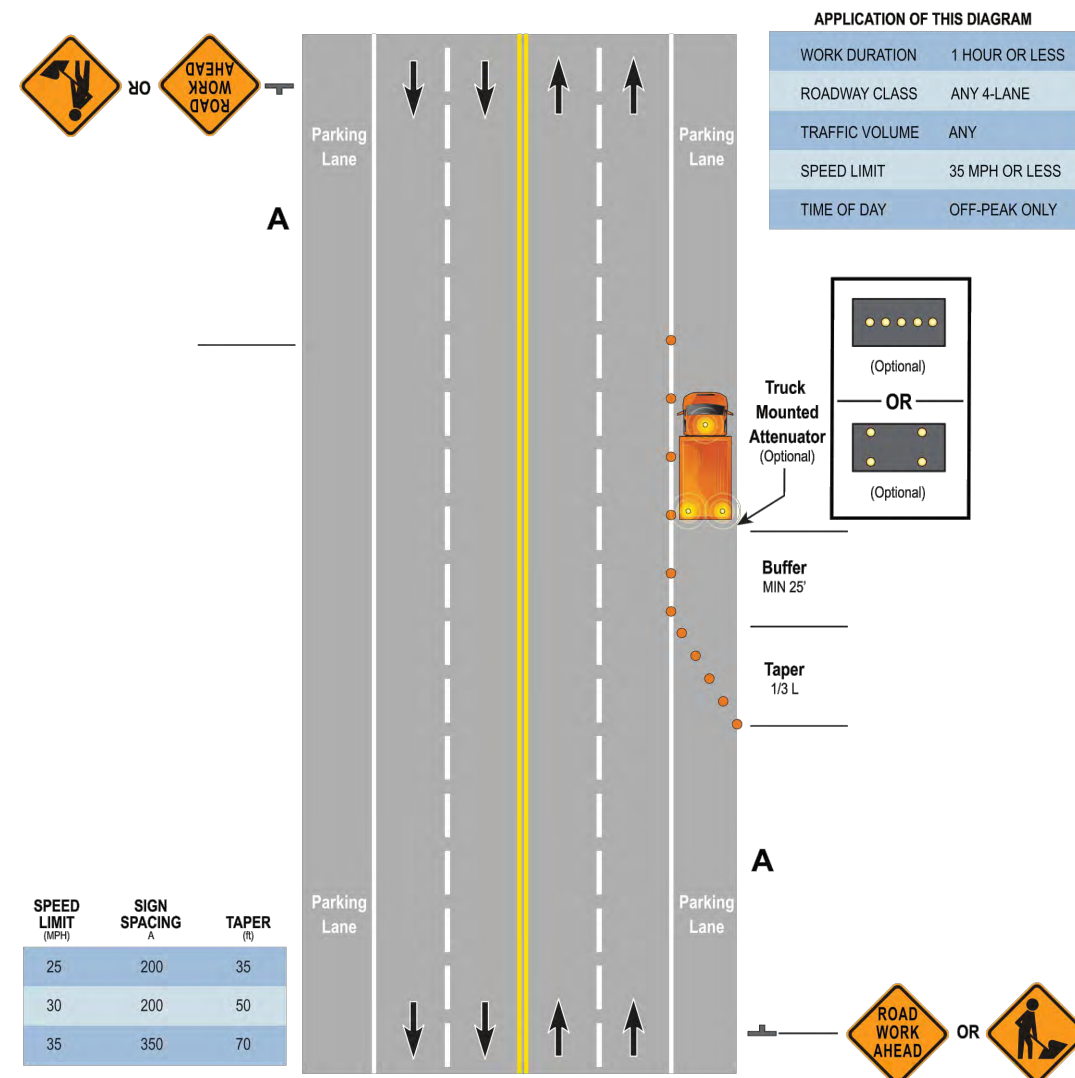 APPLICATION OF THIS DIAGRAM
WORK DURATION 1 HOUR OR LESS
ROADWAY CLASS ANY 4-LANE
TRAFFIC VOLUME ANY
SPEED LIMIT 35 MPH OR LESS
TIME OF DAY OFF-PEAK ONLY
OR
ROAD
WORK
AHEAD
Parking
Lane
Parking
Lane
A
(Optional)
OR
(Optional)
Truck
Mounted
Attenuator
(Optional)
Buffer
MIN 25'
Taper
1/3 L
A
Parking
Lane
Parking
Lane
SPEED LIMIT (MPH) SIGN SPACING A TAPER (ft)
25 200 35
30 200 50
35 350 70
ROAD
WORK
AHEAD
OR